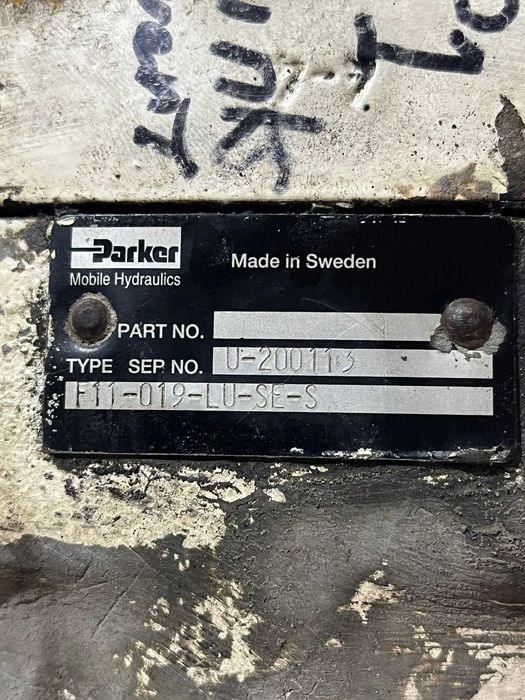 Parker
Mobile Hydraulics
Made in Sweden
PART NO.
TYPE SER NO. U-200113
F11-019-LU-SE-S